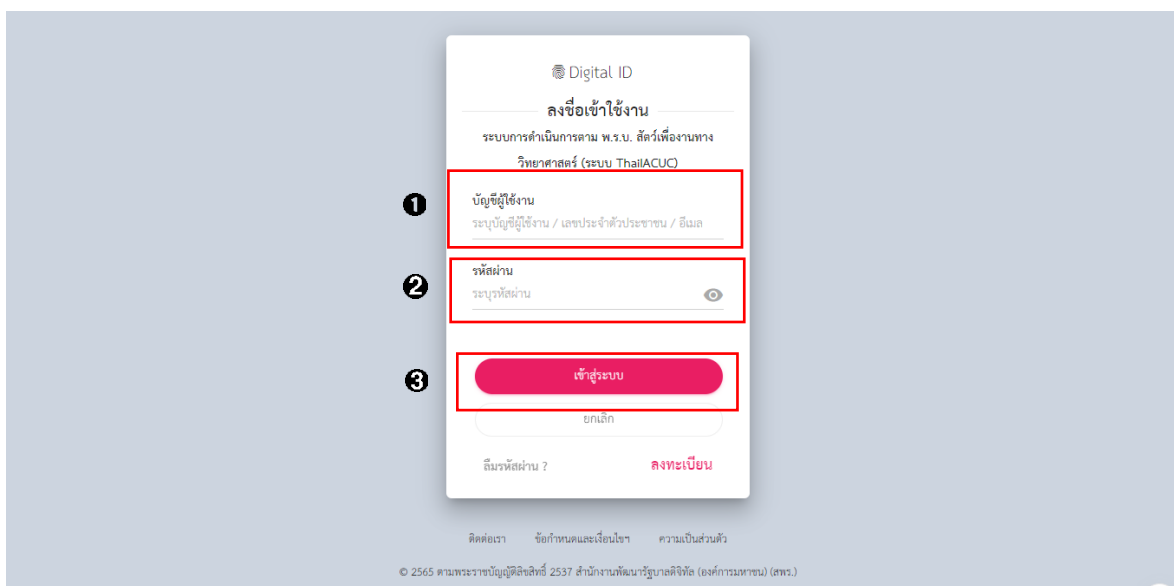 Digital ID
ลงชื่อเข้าใช้งาน
ระบบการดำเนินการตาม พ.ร.บ. สัตว์เพื่องานทาง
วิทยาศาสตร์ (ระบบ ThaiIACUC)
❶
บัญชีผู้ใช้งาน
ระบุบัญชีผู้ใช้งาน / เลขประจำตัวประชาชน / อีเมล
❷
รหัสผ่าน
ระบุรหัสผ่าน
❸
เข้าสู่ระบบ
ยกเลิก
ลืมรหัสผ่าน ? ลงทะเบียน
ติดต่อเรา ข้อกำหนดและเงื่อนไขฯ ความเป็นส่วนตัว
© 2565 ตามพระราชบัญญัติลิขสิทธิ์ 2537 สำนักงานพัฒนารัฐบาลดิจิทัล (องค์การมหาชน) (สพร.)